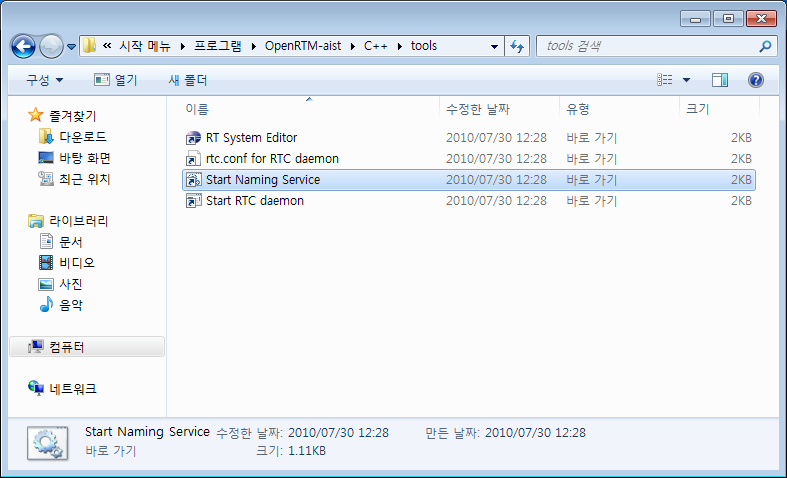 « 시작 메뉴 ▸ 프로그램 ▸ OpenRTM-aist ▸ C++ ▸ tools
tools 검색
구성 열기 새 폴더
이름 수정한 날짜 유형 크기
즐겨찾기
다운로드
바탕 화면
최근 위치
라이브러리
문서
비디오
사진
음악
컴퓨터
네트워크
RT System Editor 2010/07/30 12:28 바로 가기 2KB
rtc.conf for RTC daemon 2010/07/30 12:28 바로 가기 2KB
Start Naming Service 2010/07/30 12:28 바로 가기 2KB
Start RTC daemon 2010/07/30 12:28 바로 가기 2KB
Start Naming Service 수정한 날짜: 2010/07/30 12:28 만든 날짜: 2010/07/30 12:28
바로 가기 크기: 1.11KB